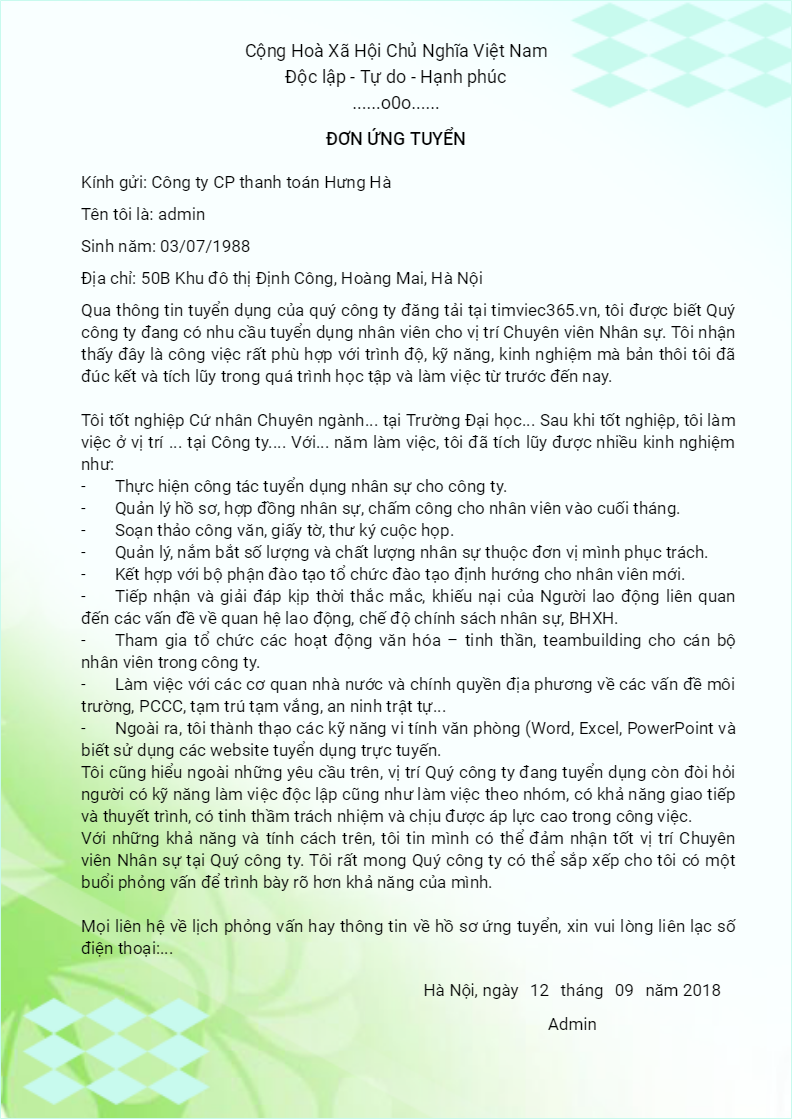 Cộng Hoà Xã Hội Chủ Nghĩa Việt Nam
Độc lập - Tự do - Hạnh phúc
......o0o......
ĐƠN ỨNG TUYỂN
Kính gửi: Công ty CP thanh toán Hưng Hà
Tên tôi là: admin
Sinh năm: 03/07/1988
Địa chỉ: 50B Khu đô thị Định Công, Hoàng Mai, Hà Nội
Qua thông tin tuyển dụng của quý công ty đăng tải tại timviec365.vn, tôi được biết Quý
công ty đang có nhu cầu tuyển dụng nhân viên cho vị trí Chuyên viên Nhân sự. Tôi nhận
thấy đây là công việc rất phù hợp với trình độ, kỹ năng, kinh nghiệm mà bản thôi tôi đã
đúc kết và tích lũy trong quá trình học tập và làm việc từ trước đến nay.
Tôi tốt nghiệp Cứ nhân Chuyên ngành... tại Trường Đại học... Sau khi tốt nghiệp, tôi làm
việc ở vị trí ... tại Công ty.... Với... năm làm việc, tôi đã tích lũy được nhiều kinh nghiệm
như:
- Thực hiện công tác tuyển dụng nhân sự cho công ty.
- Quản lý hồ sơ, hợp đồng nhân sự, chấm công cho nhân viên vào cuối tháng.
- Soạn thảo công văn, giấy tờ, thư ký cuộc họp.
- Quản lý, nắm bắt số lượng và chất lượng nhân sự thuộc đơn vị mình phục trách.
- Kết hợp với bộ phận đào tạo tổ chức đào tạo định hướng cho nhân viên mới.
- Tiếp nhận và giải đáp kịp thời thắc mắc, khiếu nại của Người lao động liên quan
đến các vấn đề về quan hệ lao động, chế độ chính sách nhân sự, BHXH.
- Tham gia tổ chức các hoạt động văn hóa – tinh thần, teambuilding cho cán bộ
nhân viên trong công ty.
- Làm việc với các cơ quan nhà nước và chính quyền địa phương về các vấn đề môi
trường, PCCC, tạm trú tạm vắng, an ninh trật tự...
- Ngoài ra, tôi thành thạo các kỹ năng vi tính văn phòng (Word, Excel, PowerPoint và
biết sử dụng các website tuyển dụng trực tuyến.
Tôi cũng hiểu ngoài những yêu cầu trên, vị trí Quý công ty đang tuyển dụng còn đòi hỏi
người có kỹ năng làm việc độc lập cũng như làm việc theo nhóm, có khả năng giao tiếp
và thuyết trình, có tinh thầm trách nhiệm và chịu được áp lực cao trong công việc.
Với những khả năng và tính cách trên, tôi tin mình có thể đảm nhận tốt vị trí Chuyên
viên Nhân sự tại Quý công ty. Tôi rất mong Quý công ty có thể sắp xếp cho tôi có một
buổi phỏng vấn để trình bày rõ hơn khả năng của mình.
Mọi liên hệ về lịch phỏng vấn hay thông tin về hồ sơ ứng tuyển, xin vui lòng liên lạc số
điện thoại:...
Hà Nội, ngày 12 tháng 09 năm 2018
Admin